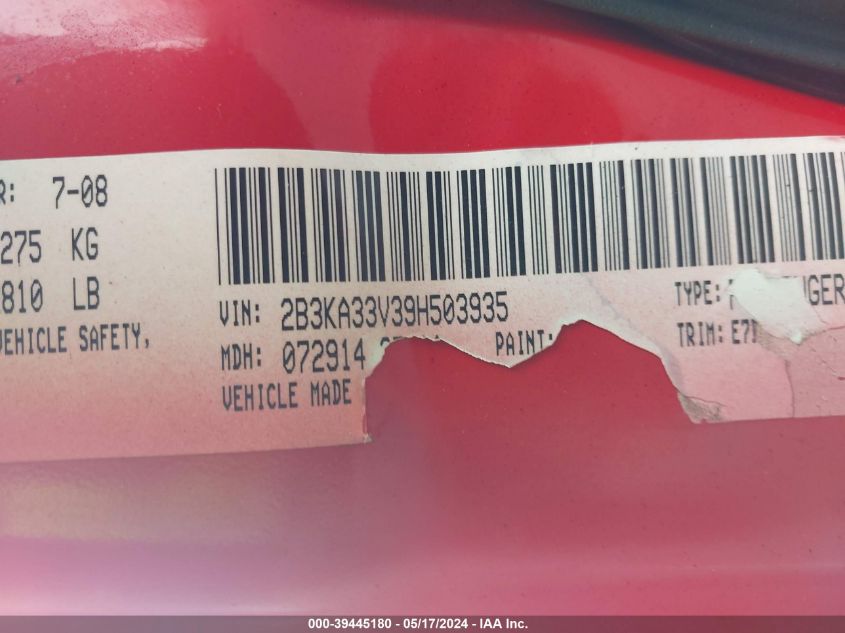 R: 7-08
275 KG
810 LB
VEHICLE SAFETY,
VIN: 2B3KA33V39H503935
MDH: 072914
VEHICLE MADE
PAINT:
TYPE:
TRIM: E7
000-39445180 - 05/17/2024 - IAA Inc.